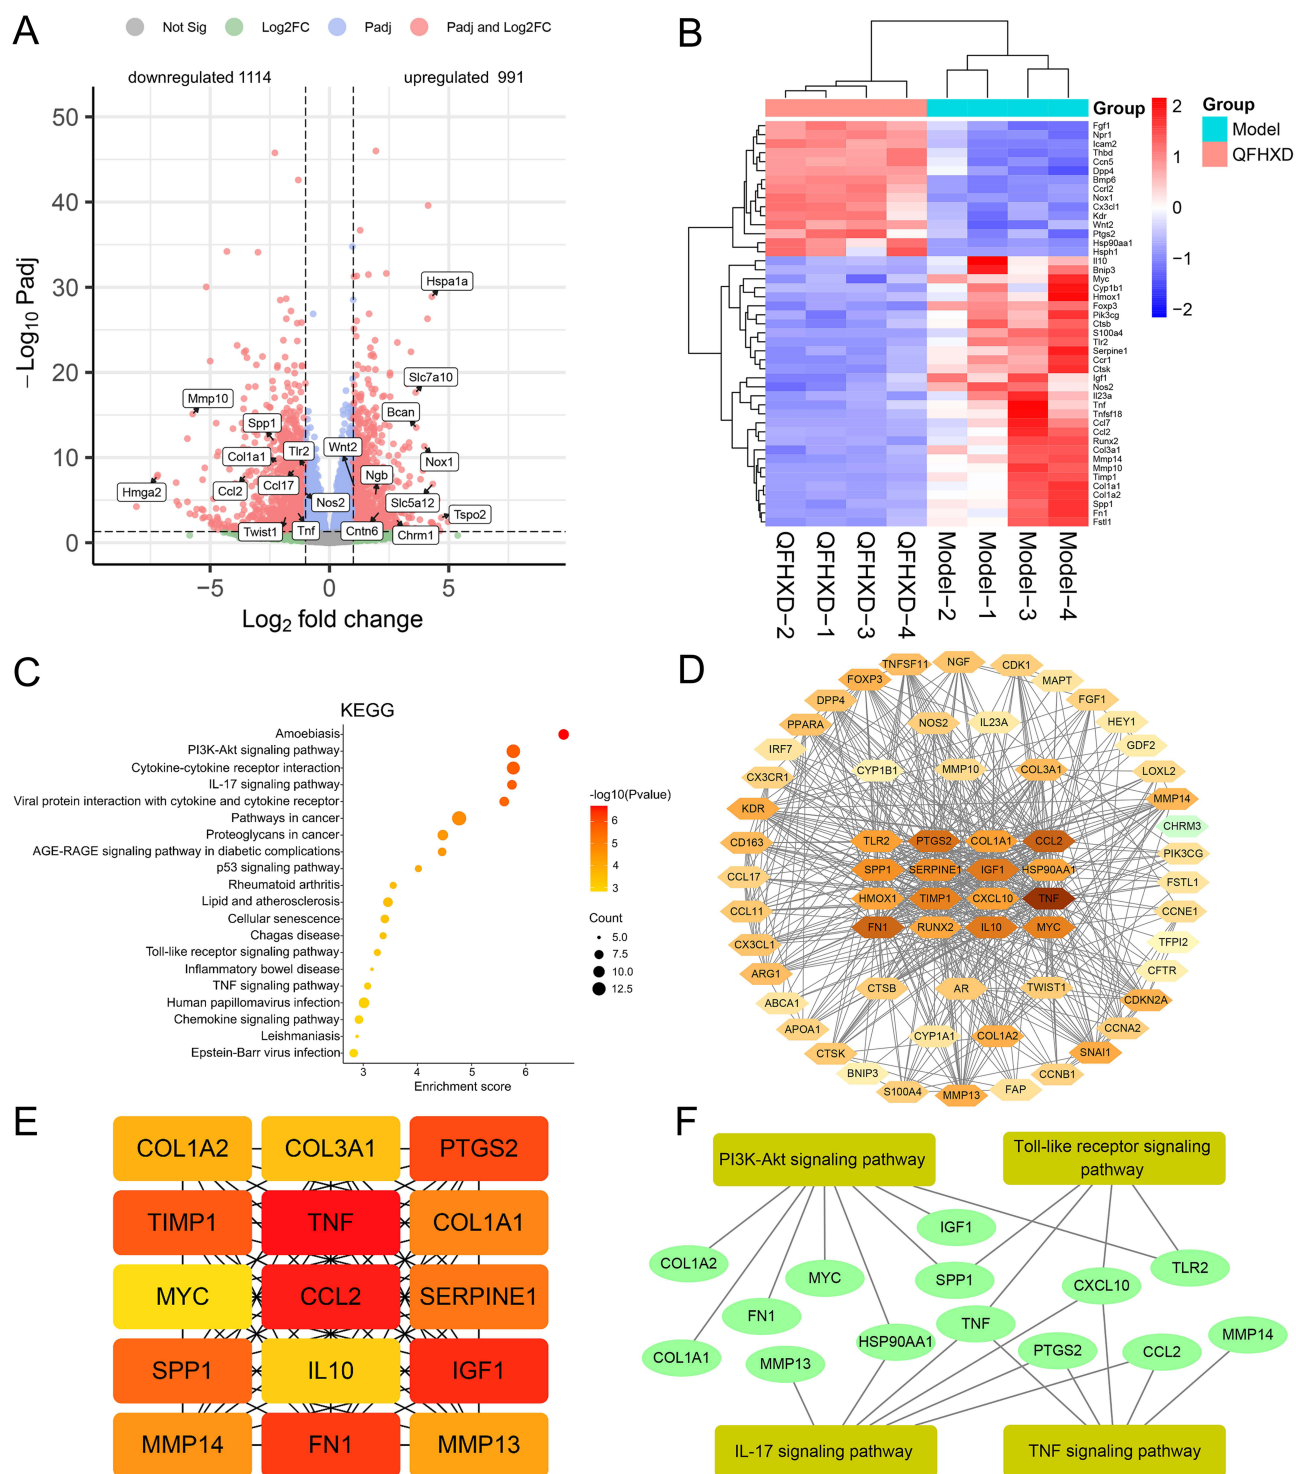 A
Not Sig
Log2FC
Padj
Padj and Log2FC
downregulated 1114
upregulated 991
50
40
30
20
10
0
−Log10 Padj
−5
0
5
Log2 fold change
Hspa1a
Slc7a10
Mmp10
Bcan
Spp1
Wnt2
Tlr2
Col1a1
Nox1
Ngb
Ccl17
Hmga2
Ccl2
Nos2
Slc5a12
Tspo2
Twist1
Tnf
Cntn6
Chrm1
B
Group
Fgf1
Npr1
Icam2
Thbd
Ccn5
Dpp4
Bmp6
Ccrl2
Nox1
Cx3cl1
Kdr
Wnt2
Ptgs2
Hsp90aa1
Hsph1
Il10
Bnip3
Myc
Cyp1b1
Hmox1
Foxp3
Pik3cg
Ctsb
S100a4
Tlr2
Serpine1
Ccr1
Ctsk
Igf1
Nos2
Il23a
Tnf
Tnfsf18
Ccl7
Ccl2
Runx2
Col3a1
Mmp14
Mmp10
Timp1
Col1a1
Col1a2
Spp1
Fn1
Fstl1
2
1
0
−1
−2
Group
Model
QFHXD
QFHXD−2
QFHXD−1
QFHXD−3
QFHXD−4
Model−2
Model−1
Model−3
Model−4
C
KEGG
Amoebiasis
PI3K-Akt signaling pathway
Cytokine-cytokine receptor interaction
IL-17 signaling pathway
Viral protein interaction with cytokine and cytokine receptor
Pathways in cancer
Proteoglycans in cancer
AGE-RAGE signaling pathway in diabetic complications
p53 signaling pathway
Rheumatoid arthritis
Lipid and atherosclerosis
Cellular senescence
Chagas disease
Toll-like receptor signaling pathway
Inflammatory bowel disease
TNF signaling pathway
Human papillomavirus infection
Chemokine signaling pathway
Leishmaniasis
Epstein-Barr virus infection
3
4
5
6
Enrichment score
-log10(Pvalue)
6
5
4
3
Count
5.0
7.5
10.0
12.5
D
TNFSF11
NGF
CDK1
FOXP3
MAPT
DPP4
FGF1
PPARA
NOS2
IL23A
HEY1
IRF7
GDF2
CX3CR1
CYP1B1
MMP10
COL3A1
LOXL2
KDR
MMP14
CHRM3
CD163
TLR2
PTGS2
COL1A1
CCL2
PIK3CG
CCL17
SPP1
SERPINE1
IGF1
HSP90AA1
FSTL1
CCL11
HMOX1
TIMP1
CXCL10
TNF
CCNE1
CX3CL1
FN1
RUNX2
IL10
MYC
TFPI2
ARG1
CFTR
ABCA1
CTSB
AR
TWIST1
CDKN2A
APOA1
CYP1A1
COL1A2
CCNA2
CTSK
SNAI1
BNIP3
CCNB1
S100A4
MMP13
FAP
E
COL1A2
COL3A1
PTGS2
TIMP1
TNF
COL1A1
MYC
CCL2
SERPINE1
SPP1
IL10
IGF1
MMP14
FN1
MMP13
F
PI3K-Akt signaling pathway
Toll-like receptor signaling
pathway
IGF1
COL1A2
MYC
SPP1
CXCL10
TLR2
FN1
TNF
HSP90AA1
MMP14
COL1A1
MMP13
PTGS2
CCL2
IL-17 signaling pathway
TNF signaling pathway